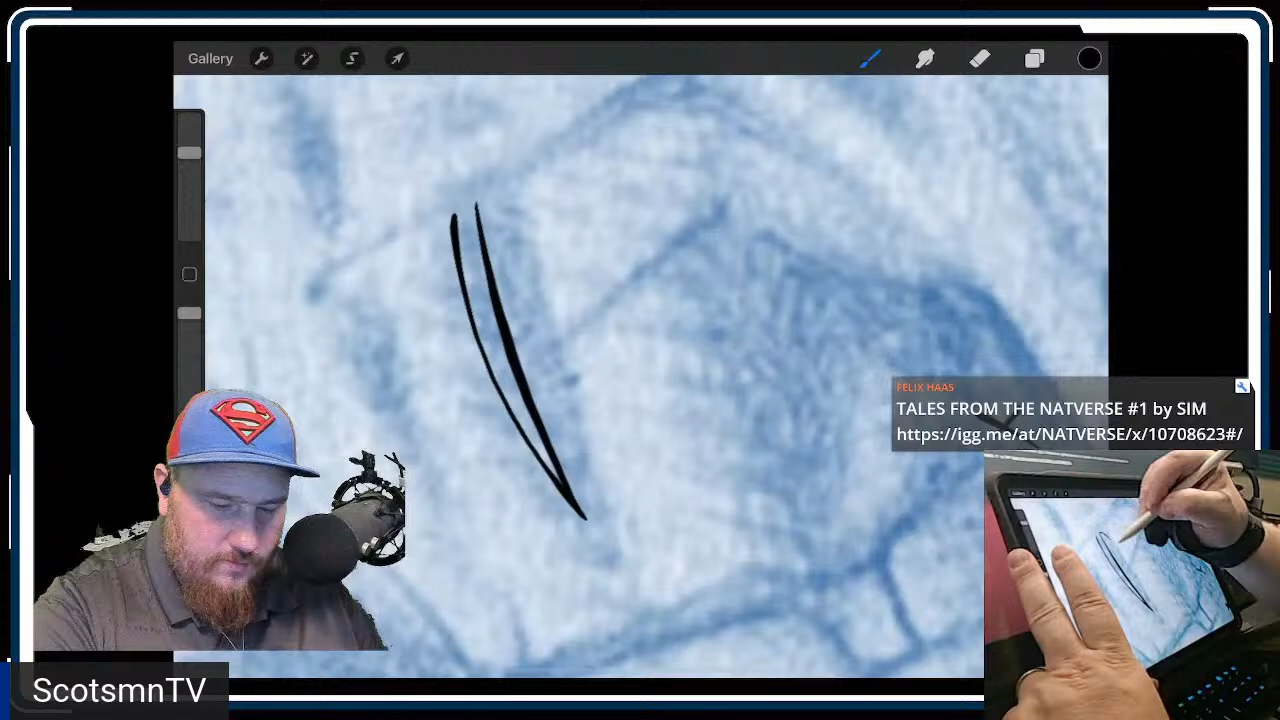 Gallery
FELIX HAAS
TALES FROM THE NATVERSE #1 by SIM
https://igg.me/at/NATVERSE/x/10708623#/
ScotsmnTV